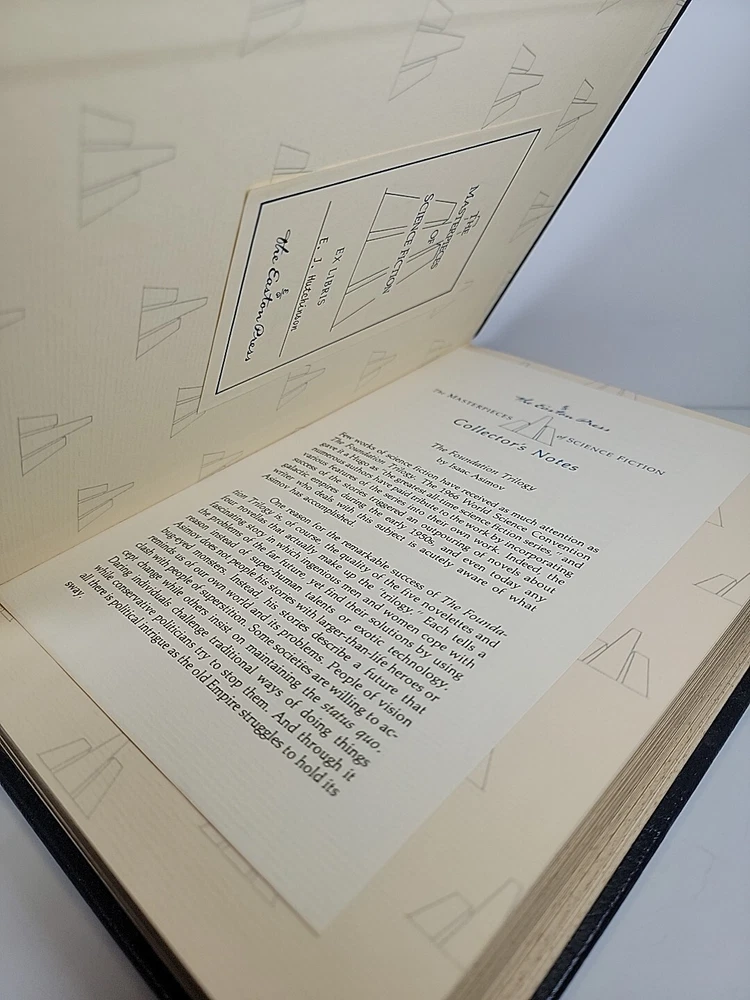 THE
MASTERPIECES
OF
SCIENCE FICTION
EX LIBRIS
E. J. Hutchinson
The Easton Press
The Easton Press
The MASTERPIECES of SCIENCE FICTION
Collector's Notes
The Foundation Trilogy
by Isaac Asimov
Few works of science fiction have received as much attention as
The Foundation Trilogy. The 1966 World Science Convention
gave it a Hugo as "the greatest all-time science fiction series," and
numerous authors have paid tribute to the work by incorporating
various features of the series into their own work. Indeed, the
success of the stories triggered an outpouring of novels about
galactic empires during the early 1950s, and even today any
writer who deals with this subject is acutely aware of what
Asimov has accomplished.
One reason for the remarkable success of The Founda-
tion Trilogy is, of course, the quality of the five novelettes and
four novellas has actually make up the "trilogy." Each tells a
fascinating story in which ingenious men and women cope with
the problems of the far future, yet find their solutions by using
reason instead of super-human talents or exotic technology.
Asimov does not people his stories with larger-than-life heroes or
bug-eyed monsters. Instead, his stories describe a future that
reminds us of our own world and its problems. People of vision
clash with people of superstition. Some societies are willing to ac-
cept change while others insist on maintaining the status quo.
Daring individuals challenge traditional ways of doing things
while conservative politicians try to stop them. And through it
all here's political intrigue as the old Empire struggles to hold its
sway.